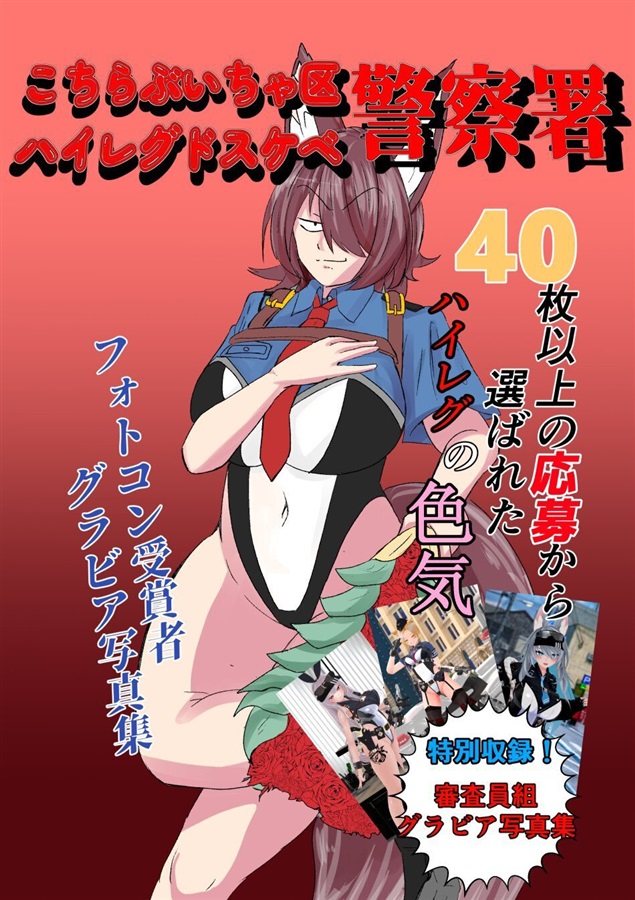 こちらぶいちゃ区
ハイレグドスケベ
警察署
40
枚以上の応募から
選ばれた
ハイレグの色気
フォトコン受賞者
グラビア写真集
特別収録!
審査員組
グラビア写真集